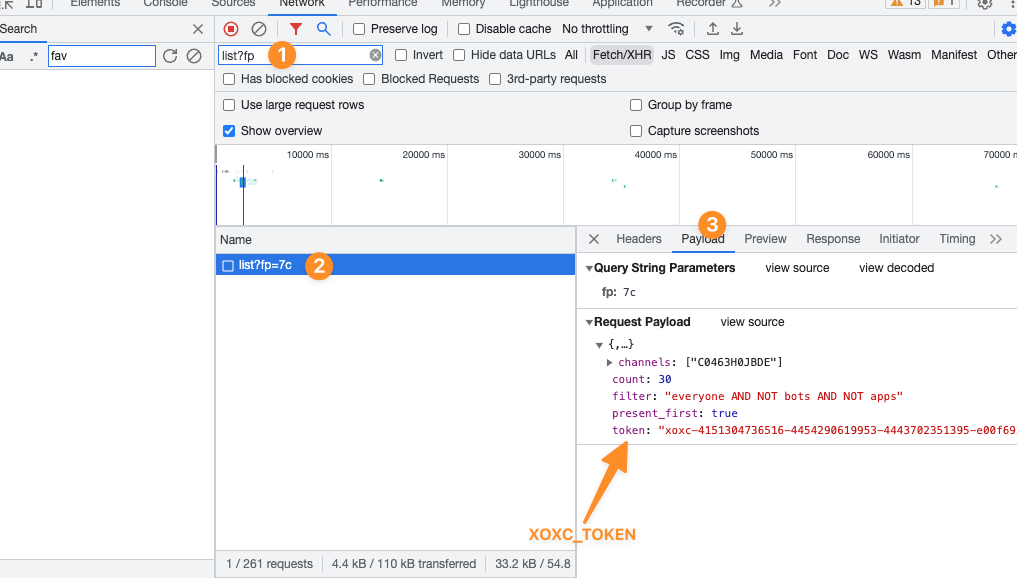 Elements Console Sources Network Performance Memory Lighthouse Application Recorder 13 1
Search
Preserve log Disable cache No throttling
Aa .* fav
list?fp 1 Invert Hide data URLs All Fetch/XHR JS CSS Img Media Font Doc WS Wasm Manifest Other
Has blocked cookies Blocked Requests 3rd-party requests
Use large request rows Group by frame
Show overview Capture screenshots
10000 ms 20000 ms 30000 ms 40000 ms 50000 ms 60000 ms 70000 m
3
Name Headers Payload Preview Response Initiator Timing
list?fp=7c 2
Query String Parameters view source view decoded
fp: 7c
Request Payload view source
{,…}
channels: ["C0463H0JBDE"]
count: 30
filter: "everyone AND NOT bots AND NOT apps"
present_first: true
token: "xoxc-4151304736516-4454290619953-4443702351395-e00f69
XOXC_TOKEN
1 / 261 requests 4.4 kB / 110 kB transferred 33.2 kB / 54.8